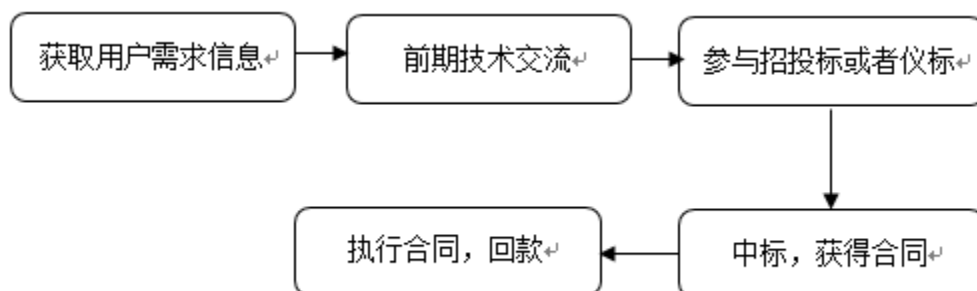 获取用户需求信息
前期技术交流
参与招投标或者仪标
中标，获得合同
执行合同，回款